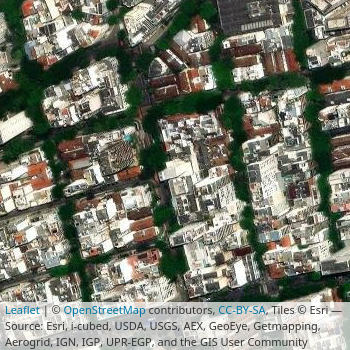 Leaflet | © OpenStreetMap contributors, CC-BY-SA, Tiles © Esri —
Source: Esri, i-cubed, USDA, USGS, AEX, GeoEye, Getmapping,
Aerogrid, IGN, IGP, UPR-EGP, and the GIS User Community